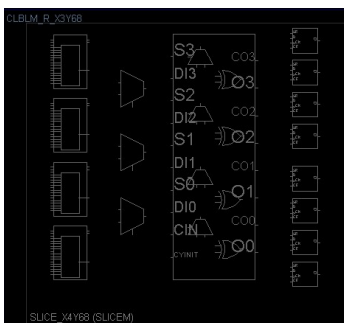 CLBLM_R_X3Y68
S3
CO3
DI3
O3
S2
CO2
DI2
O2
S1
CO1
DI1
S0
O1
DI0
CO0
CIN
O0
CYINIT
SLICE_X4Y68 (SLICEM)